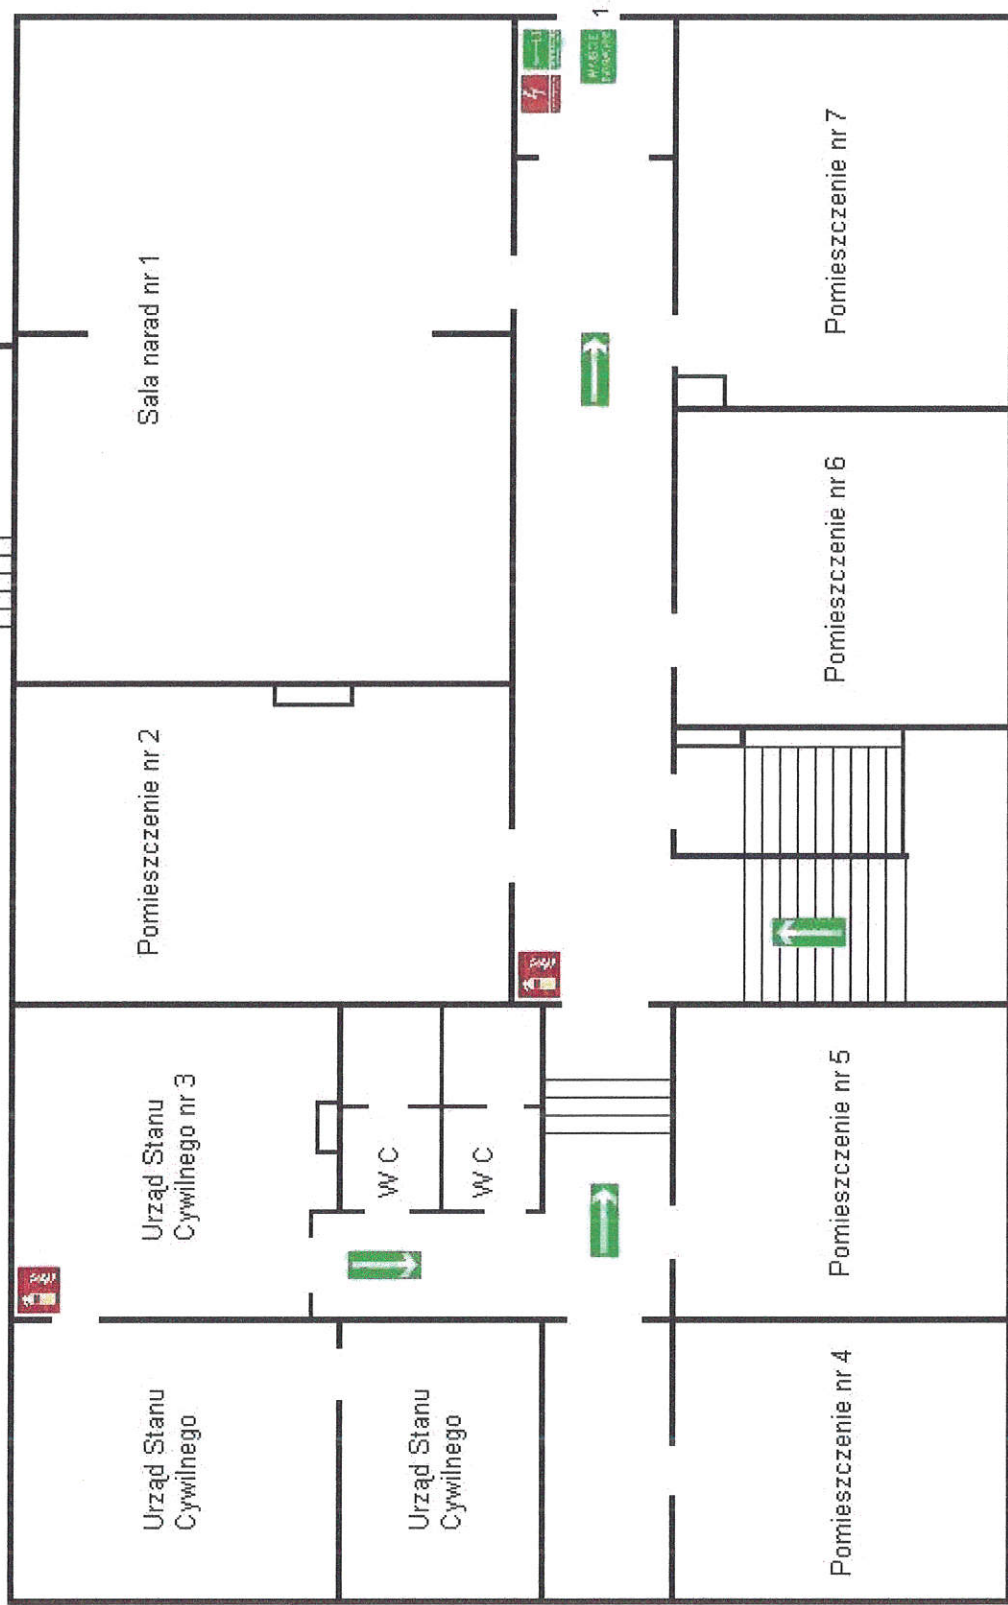 Urząd Stanu
Cywilnego
Urząd Stanu
Cywilnego nr 3
Pomieszczenie nr 2
Sala narad nr 1
Urząd Stanu
Cywilnego
W C
W C
1
Pomieszczenie nr 4
Pomieszczenie nr 5
Pomieszczenie nr 6
Pomieszczenie nr 7